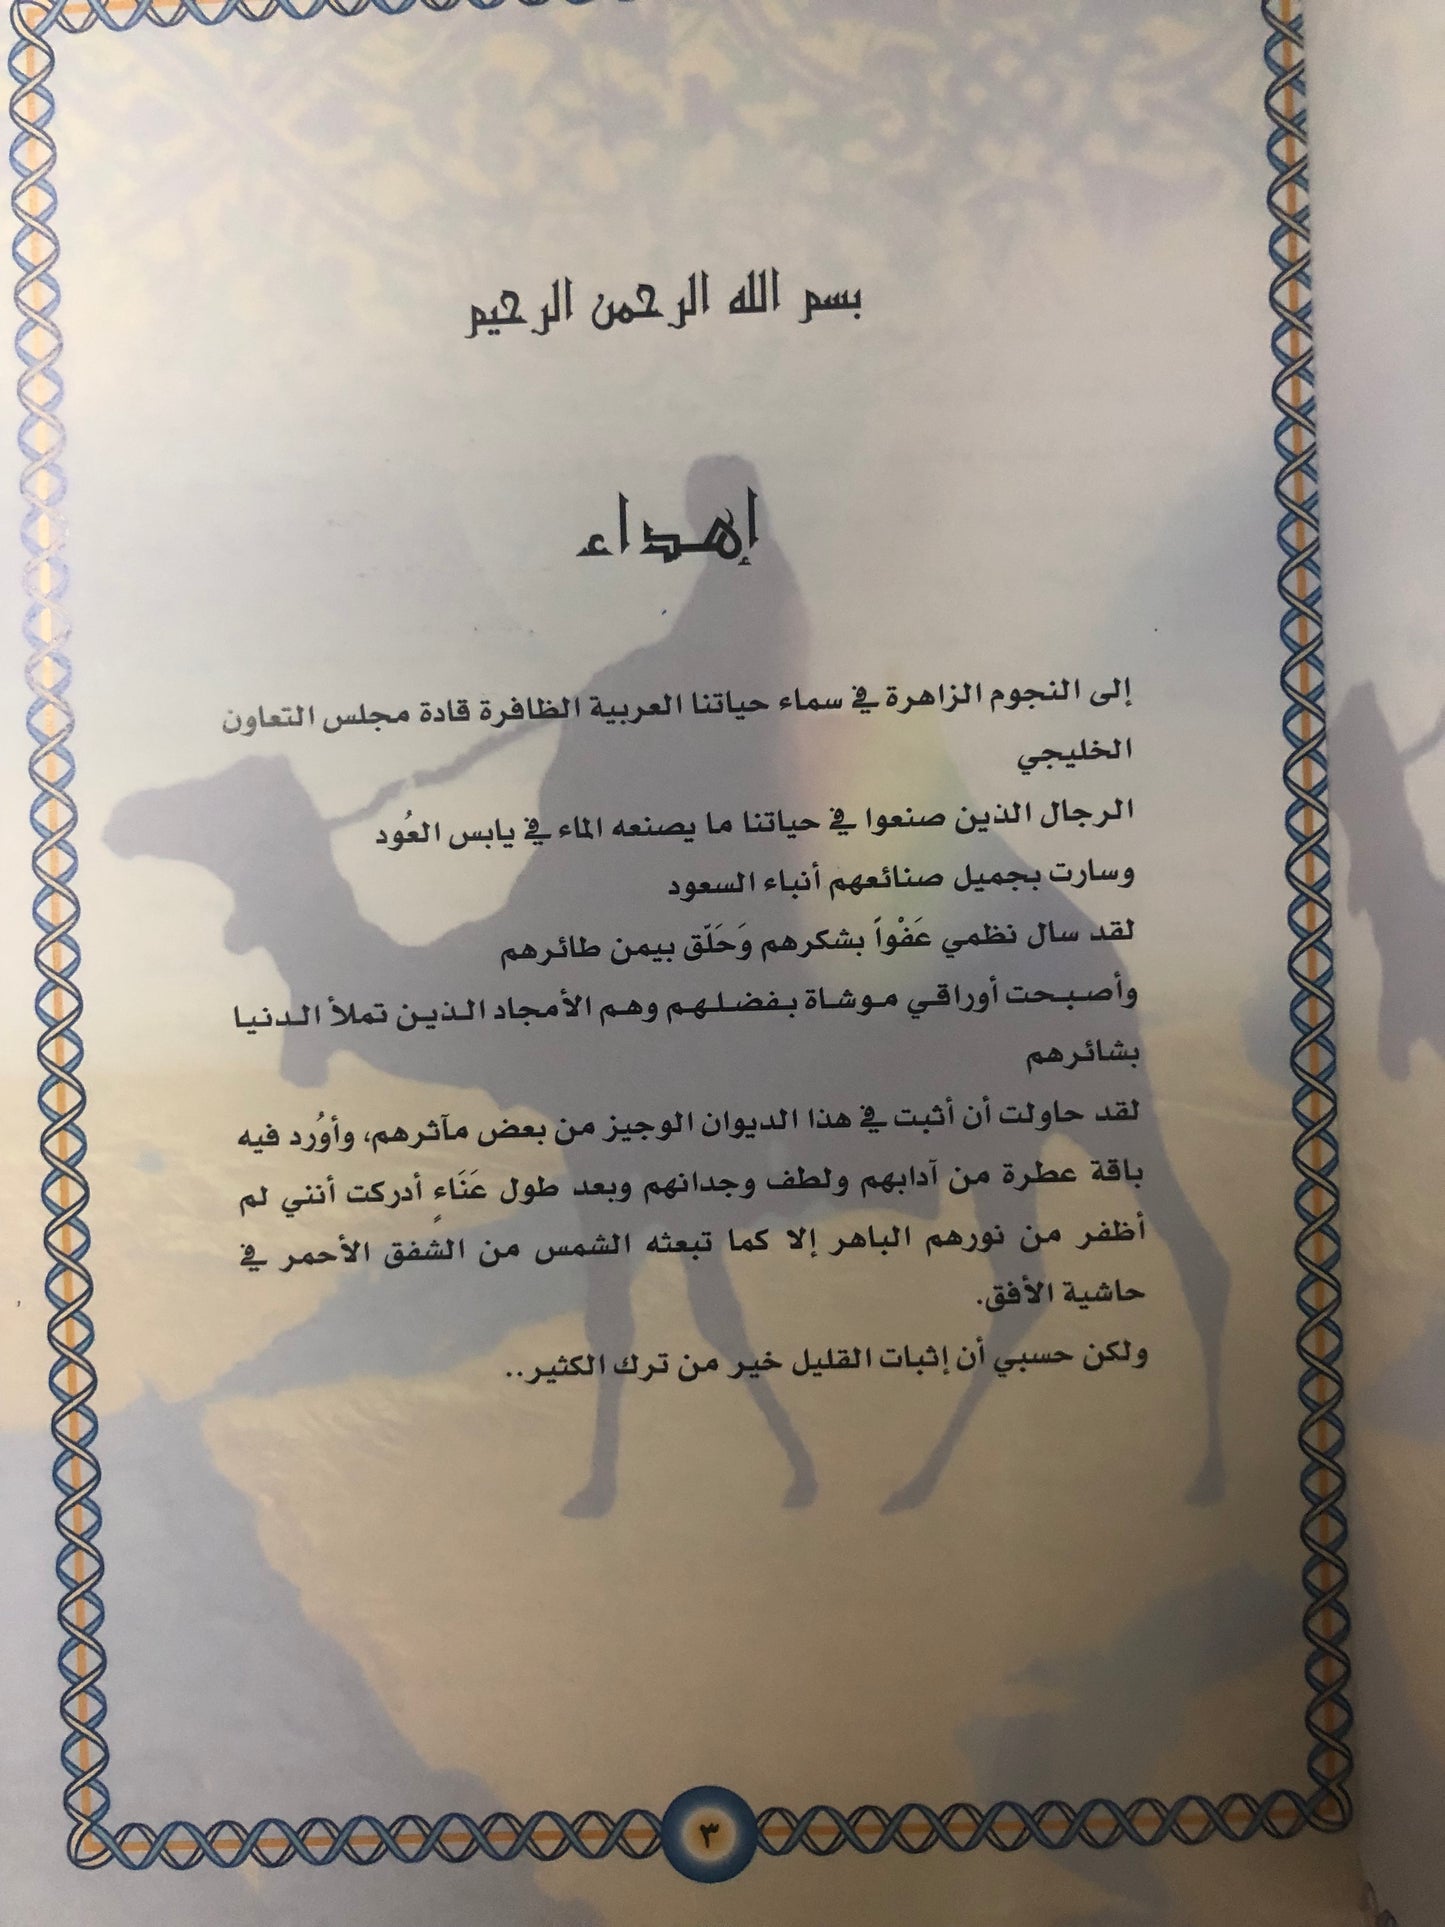 بسم الله الرحمن الرحيم
إهداء
إلى النجوم الزاهرة في سماء حياتنا العربية الظافرة قادة مجلس التعاون
الخليجي
الرجال الذين صنعوا في حياتنا ما يصنعه الماء في يابس العُود
وسارت بجميل صنائعهم أنباء السعود
لقد سال نظمي عَفْواً بشكرهم وَحَلّق بيمن طائرهم
وأصبحت أوراقي موشاة بفضلهم وهم الأمجاد الذين تملأ الدنيا
بشائرهم
لقد حاولت أن أثبت في هذا الديوان الوجيز من بعض مآثرهم، وأوُرد فيه
باقة عطرة من آدابهم ولطف وجدانهم وبعد طول عَنَاءٍ أدركت أنني لم
أظفر من نورهم الباهر إلا كما تبعثه الشمس من الشفق الأحمر في
حاشية الأفق.
ولكن حسبي أن إثبات القليل خير من ترك الكثير..
٣